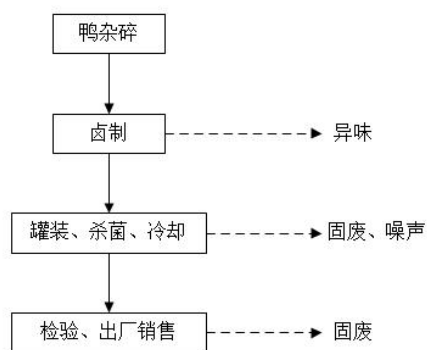 鸭杂碎
卤制
异味
罐装、杀菌、冷却
固废、噪声
检验、出厂销售
固废